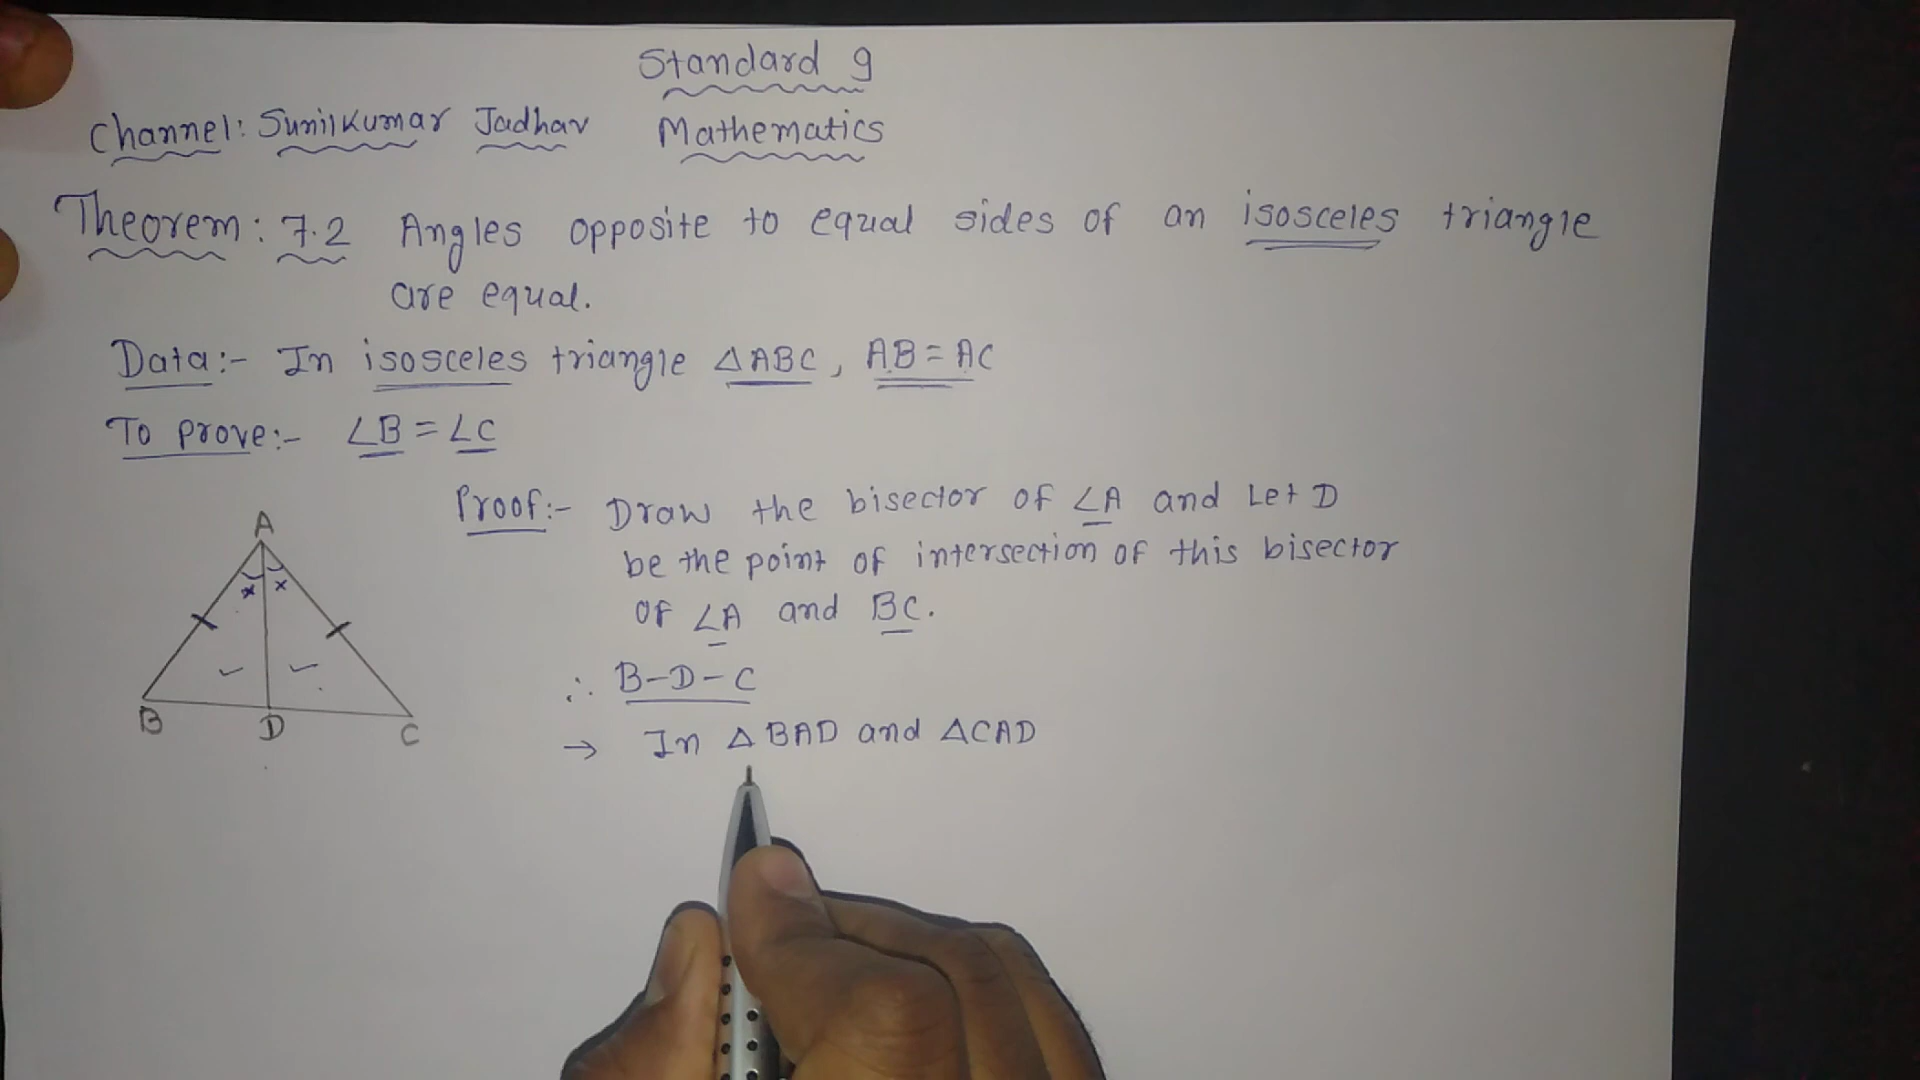 Standard 9
Channel: Sunilkumar Jadhav Mathematics
Theorem: 7.2 Angles opposite to equal sides of an isosceles triangle
are equal.
Data:- In isosceles triangle △ABC, AB = AC
To prove:- ∠B = ∠C
Proof:- Draw the bisector of ∠A and Let D
be the point of intersection of this bisector
of ∠A and BC.
∴ B-D-C
→ In △BAD and △CAD
A
x x
B D C